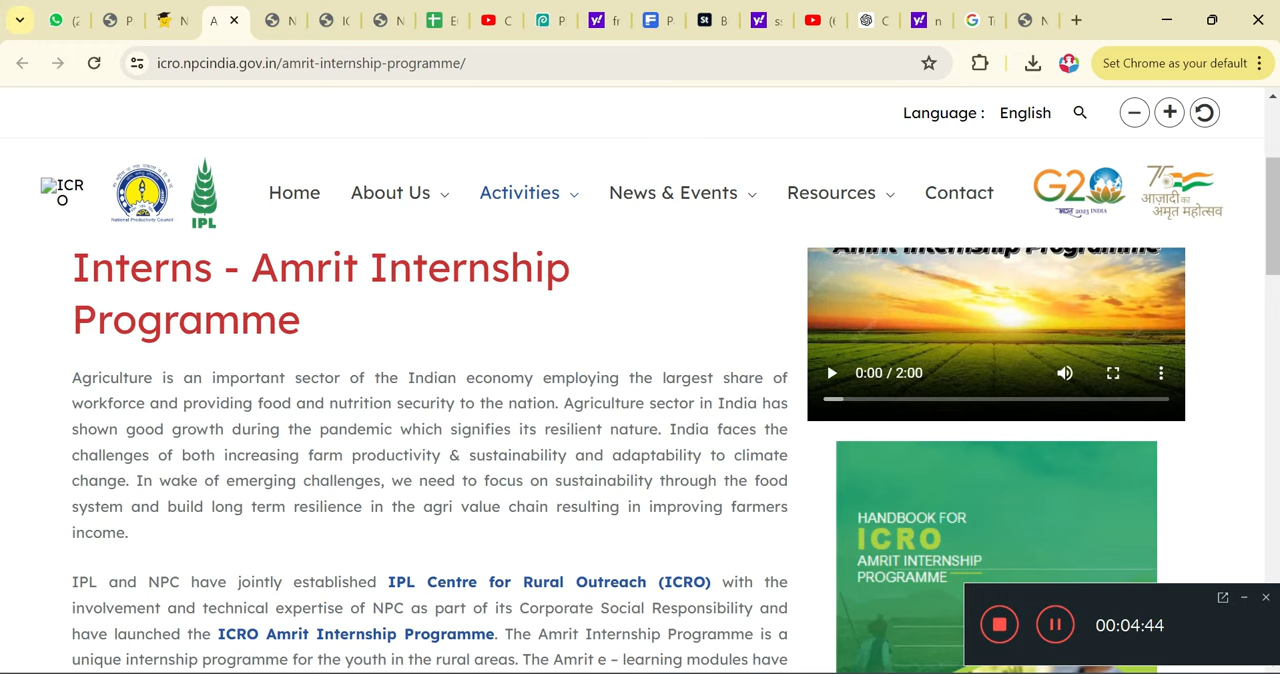 icro.npcindia.gov.in/amrit-internship-programme/
Set Chrome as your default
Language : English
ICRO
National Productivity Council
IPL
Home
About Us
Activities
News & Events
Resources
Contact
G20
75
आज़ादी का
अमृत महोत्सव
Interns - Amrit Internship
Programme
Amrit Internship Programme
Agriculture is an important sector of the Indian economy employing the largest share of
workforce and providing food and nutrition security to the nation. Agriculture sector in India has
shown good growth during the pandemic which signifies its resilient nature. India faces the
challenges of both increasing farm productivity & sustainability and adaptability to climate
change. In wake of emerging challenges, we need to focus on sustainability through the food
system and build long term resilience in the agri value chain resulting in improving farmers
income.
0:00 / 2:00
IPL and NPC have jointly established IPL Centre for Rural Outreach (ICRO) with the
involvement and technical expertise of NPC as part of its Corporate Social Responsibility and
have launched the ICRO Amrit Internship Programme. The Amrit Internship Programme is a
unique internship programme for the youth in the rural areas. The Amrit e – learning modules have
HANDBOOK FOR
ICRO
AMRIT INTERNSHIP
PROGRAMME
00:04:44